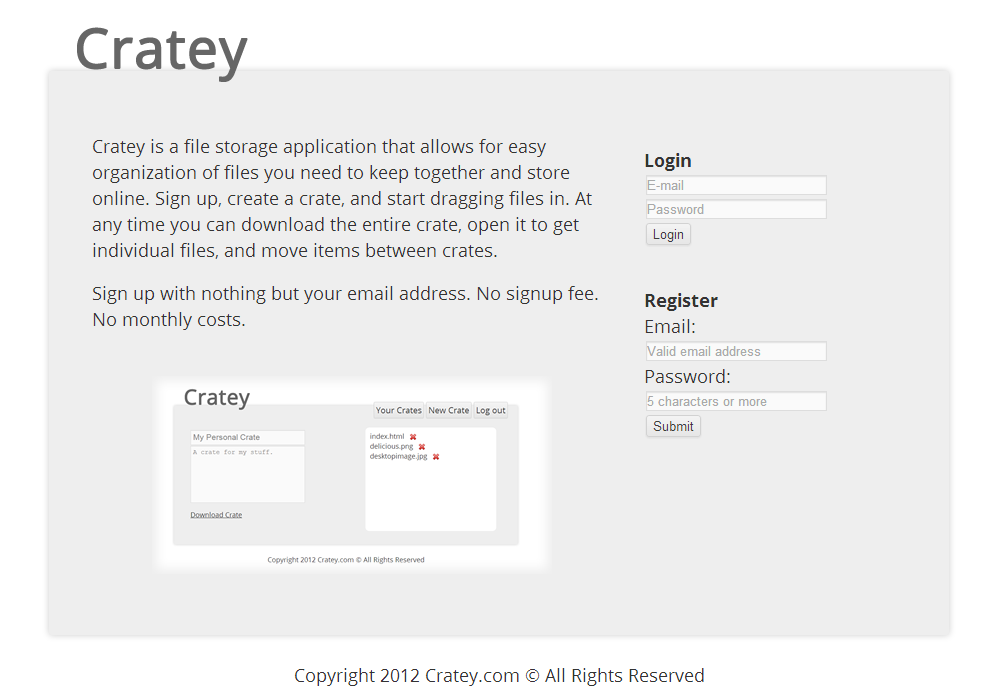 Cratey
Cratey is a file storage application that allows for easy
organization of files you need to keep together and store
online. Sign up, create a crate, and start dragging files in. At
any time you can download the entire crate, open it to get
individual files, and move items between crates.
Sign up with nothing but your email address. No signup fee.
No monthly costs.
Cratey
Your Crates New Crate Log out
My Personal Crate
A crate for my stuff.
Download Crate
index.html
delicious.png
desktopimage.jpg
Copyright 2012 Cratey.com © All Rights Reserved
Login
E-mail
Password
Login
Register
Email:
Valid email address
Password:
5 characters or more
Submit
Copyright 2012 Cratey.com © All Rights Reserved